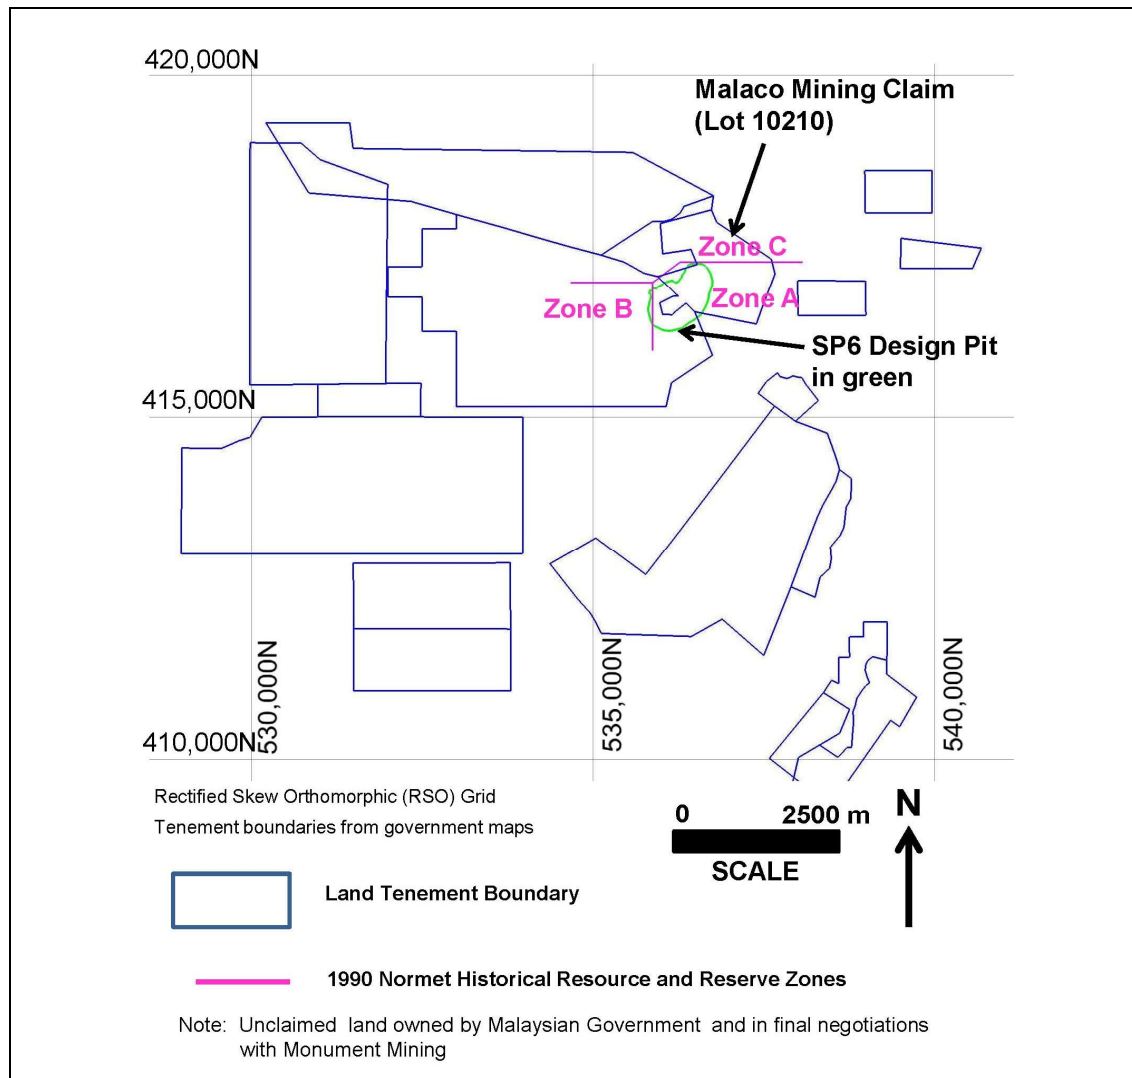 420,000N
Malaco Mining Claim
(Lot 10210)
Zone C
Zone A
Zone B
SP6 Design Pit
in green
415,000N
530,000N
535,000N
540,000N
410,000N
Rectified Skew Orthomorphic (RSO) Grid
Tenement boundaries from government maps
0 2500 m
SCALE
N
Land Tenement Boundary
1990 Normet Historical Resource and Reserve Zones
Note: Unclaimed land owned by Malaysian Government and in final negotiations
with Monument Mining